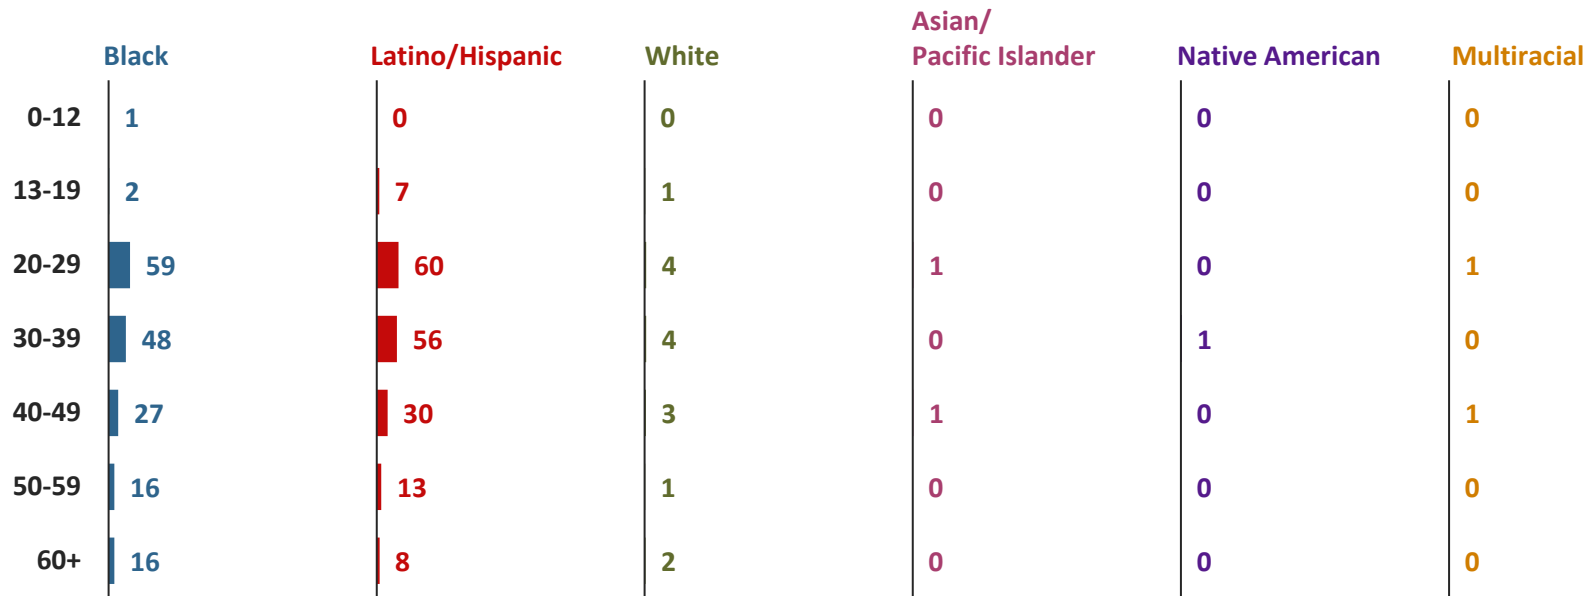 Asian/
Black Latino/Hispanic White Pacific Islander Native American Multiracial
0-12 1 0 0 0 0 0
13-19 2 7 1 0 0 0
20-29 59 60 4 1 0 1
30-39 48 56 4 0 1 0
40-49 27 30 3 1 0 1
50-59 16 13 1 0 0 0
60+ 16 8 2 0 0 0